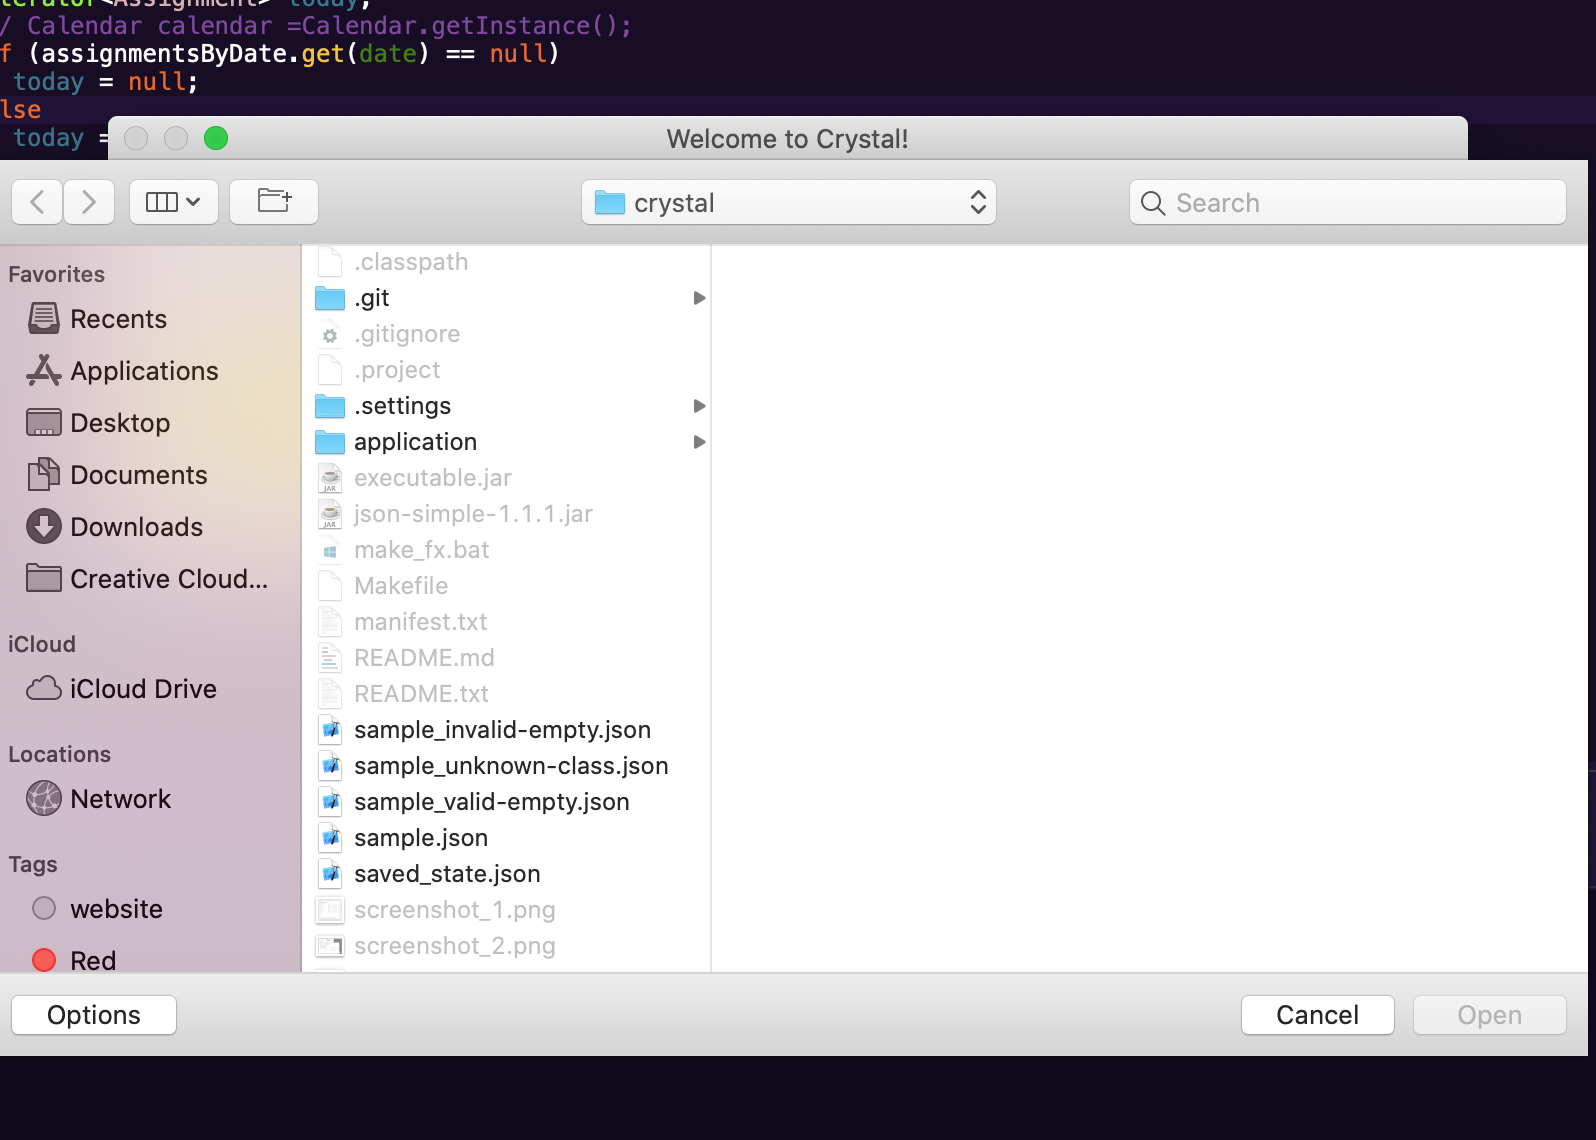 <Assignment> today;
/ Calendar calendar =Calendar.getInstance();
f (assignmentsByDate.get(date) == null)
today = null;
lse
today =
Welcome to Crystal!
crystal
Search
Favorites
Recents
Applications
Desktop
Documents
Downloads
Creative Cloud...
iCloud
iCloud Drive
Locations
Network
Tags
website
Red
.classpath
.git
.gitignore
.project
.settings
application
executable.jar
json-simple-1.1.1.jar
make_fx.bat
Makefile
manifest.txt
README.md
README.txt
sample_invalid-empty.json
sample_unknown-class.json
sample_valid-empty.json
sample.json
saved_state.json
screenshot_1.png
screenshot_2.png
Options
Cancel
Open